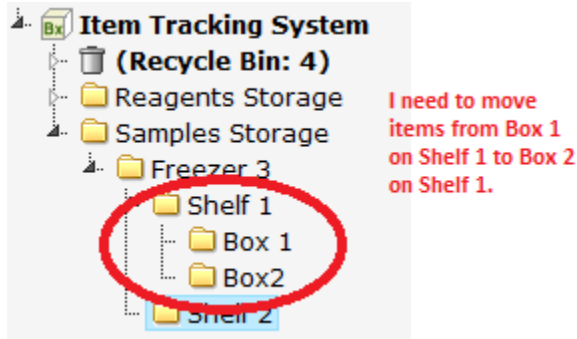 Bx Item Tracking System
(Recycle Bin: 4)
Reagents Storage
Samples Storage
Freezer 3
Shelf 1
Box 1
Box2
Shelf 2
I need to move
items from Box 1
on Shelf 1 to Box 2
on Shelf 1.